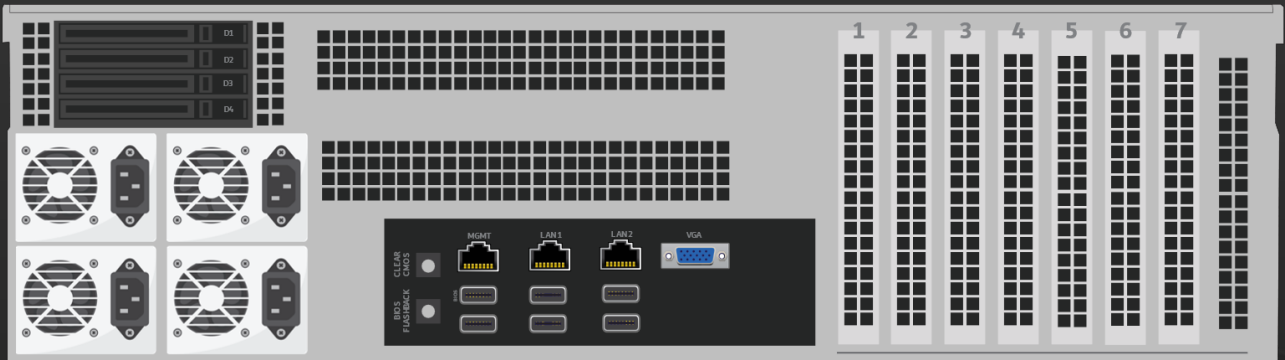 D1
D2
D3
D4
1 2 3 4 5 6 7
MGMT LAN1 LAN2 VGA
CLEAR
CMOS
BIOS
FLASHBACK
BIOS